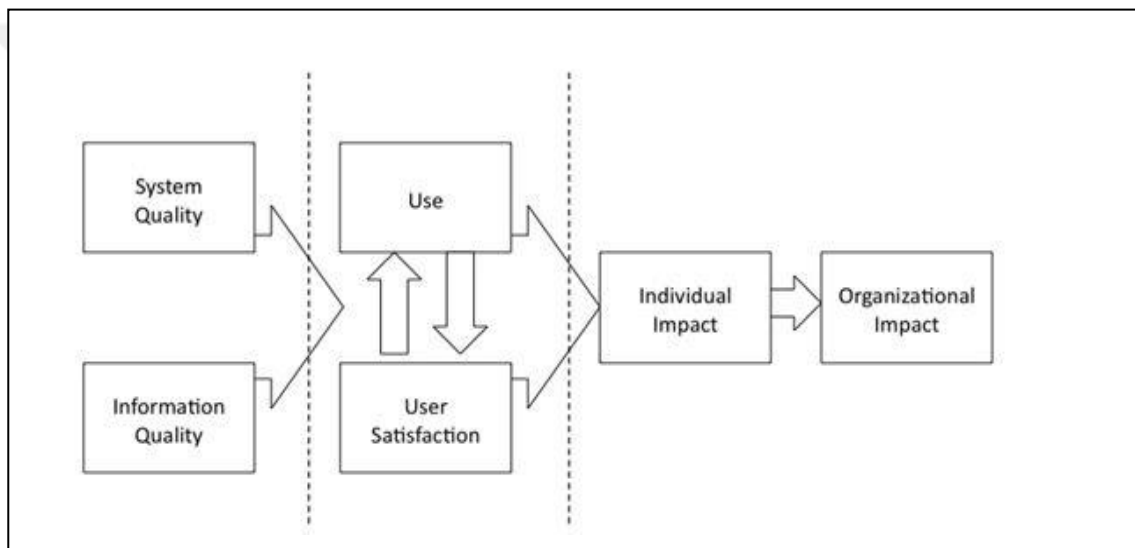 System
Quality
Use
Individual
Impact
Organizational
Impact
Information
Quality
User
Satisfaction